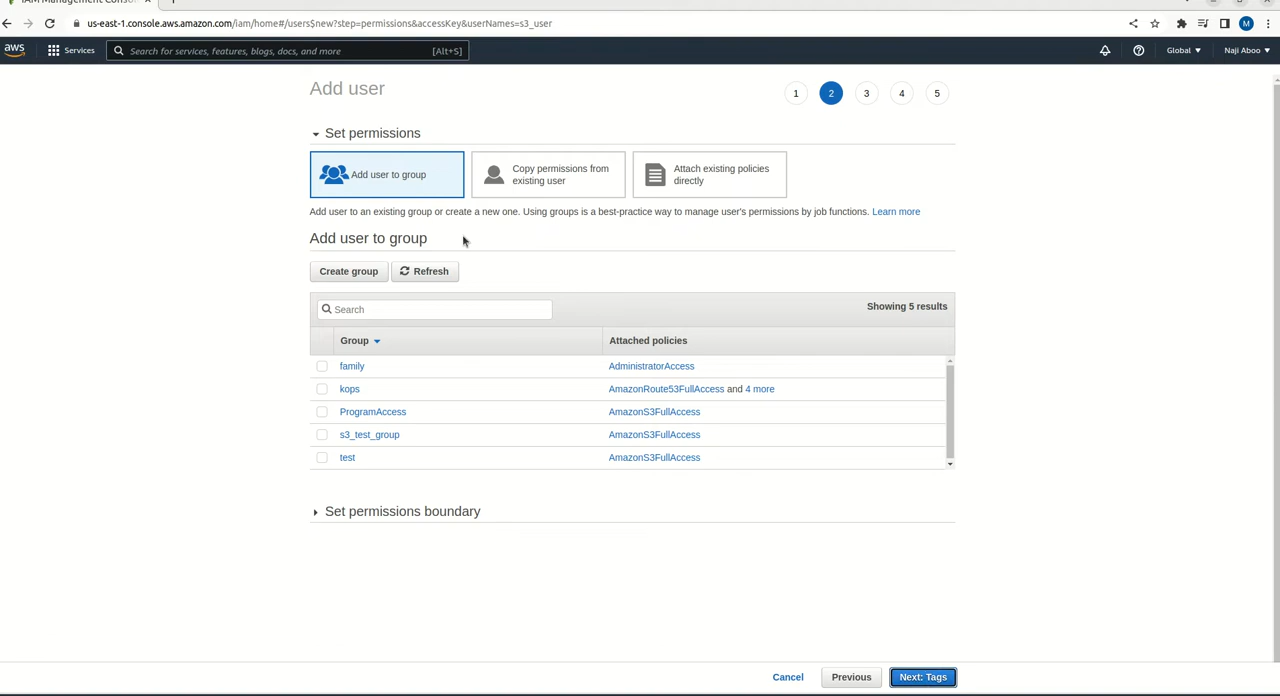 IAM Management Conso
us-east-1.console.aws.amazon.com/iam/home#/users$new?step=permissions&accessKey&userNames=s3_user
M
aws
Services
Search for services, features, blogs, docs, and more
[Alt+S]
Global
Naji Aboo
Add user
1
2
3
4
5
Set permissions
Add user to group
Copy permissions from
existing user
Attach existing policies
directly
Add user to an existing group or create a new one. Using groups is a best-practice way to manage user's permissions by job functions. Learn more
Add user to group
Create group
Refresh
Search
Showing 5 results
Group
Attached policies
family
AdministratorAccess
kops
AmazonRoute53FullAccess and 4 more
ProgramAccess
AmazonS3FullAccess
s3_test_group
AmazonS3FullAccess
test
AmazonS3FullAccess
Set permissions boundary
Cancel
Previous
Next: Tags